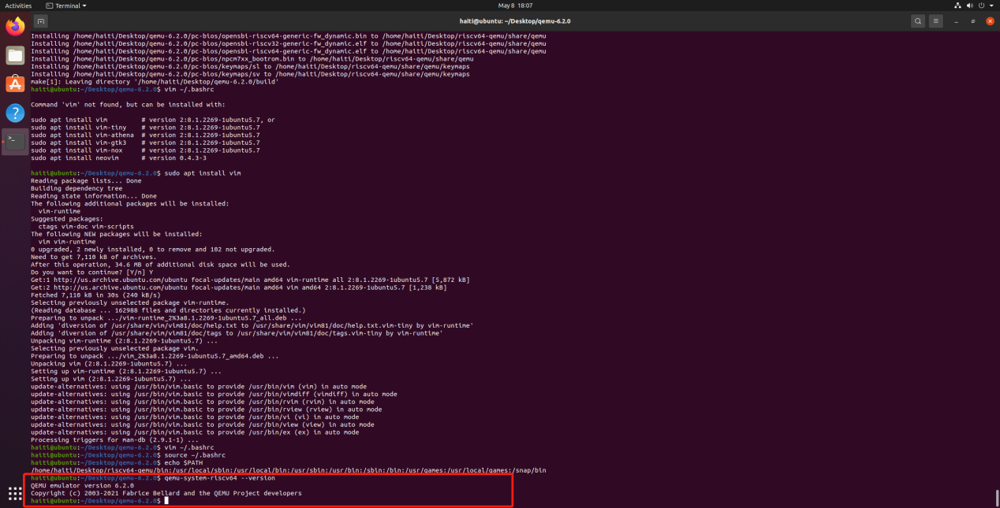 Activities
Terminal
May 8 18:07
haiti@ubuntu: ~/Desktop/qemu-6.2.0
Installing /home/haiti/Desktop/qemu-6.2.0/pc-bios/opensbi-riscv64-generic-fw_dynamic.bin to /home/haiti/Desktop/riscv64-qemu/share/qemu
Installing /home/haiti/Desktop/qemu-6.2.0/pc-bios/opensbi-riscv32-generic-fw_dynamic.elf to /home/haiti/Desktop/riscv64-qemu/share/qemu
Installing /home/haiti/Desktop/qemu-6.2.0/pc-bios/opensbi-riscv64-generic-fw_dynamic.elf to /home/haiti/Desktop/riscv64-qemu/share/qemu
Installing /home/haiti/Desktop/qemu-6.2.0/pc-bios/npcm7xx_bootrom.bin to /home/haiti/Desktop/riscv64-qemu/share/qemu
Installing /home/haiti/Desktop/qemu-6.2.0/pc-bios/keymaps/sl to /home/haiti/Desktop/riscv64-qemu/share/qemu/keymaps
Installing /home/haiti/Desktop/qemu-6.2.0/pc-bios/keymaps/sv to /home/haiti/Desktop/riscv64-qemu/share/qemu/keymaps
make[1]: Leaving directory '/home/haiti/Desktop/qemu-6.2.0/build'
haiti@ubuntu:~/Desktop/qemu-6.2.0$ vim ~/.bashrc
Command 'vim' not found, but can be installed with:
sudo apt install vim         # version 2:8.1.2269-1ubuntu5.7, or
sudo apt install vim-tiny    # version 2:8.1.2269-1ubuntu5.7
sudo apt install vim-athena  # version 2:8.1.2269-1ubuntu5.7
sudo apt install vim-gtk3    # version 2:8.1.2269-1ubuntu5.7
sudo apt install vim-nox     # version 2:8.1.2269-1ubuntu5.7
sudo apt install neovim      # version 0.4.3-3
haiti@ubuntu:~/Desktop/qemu-6.2.0$ sudo apt install vim
Reading package lists... Done
Building dependency tree
Reading state information... Done
The following additional packages will be installed:
vim-runtime
Suggested packages:
ctags vim-doc vim-scripts
The following NEW packages will be installed:
vim vim-runtime
0 upgraded, 2 newly installed, 0 to remove and 102 not upgraded.
Need to get 7,110 kB of archives.
After this operation, 34.6 MB of additional disk space will be used.
Do you want to continue? [Y/n] Y
Get:1 http://us.archive.ubuntu.com/ubuntu focal-updates/main amd64 vim-runtime all 2:8.1.2269-1ubuntu5.7 [5,872 kB]
Get:2 http://us.archive.ubuntu.com/ubuntu focal-updates/main amd64 vim amd64 2:8.1.2269-1ubuntu5.7 [1,238 kB]
Fetched 7,110 kB in 30s (240 kB/s)
Selecting previously unselected package vim-runtime.
(Reading database ... 162988 files and directories currently installed.)
Preparing to unpack .../vim-runtime_2%3a8.1.2269-1ubuntu5.7_all.deb ...
Adding 'diversion of /usr/share/vim/vim81/doc/help.txt to /usr/share/vim/vim81/doc/help.txt.vim-tiny by vim-runtime'
Adding 'diversion of /usr/share/vim/vim81/doc/tags to /usr/share/vim/vim81/doc/tags.vim-tiny by vim-runtime'
Unpacking vim-runtime (2:8.1.2269-1ubuntu5.7) ...
Selecting previously unselected package vim.
Preparing to unpack .../vim_2%3a8.1.2269-1ubuntu5.7_amd64.deb ...
Unpacking vim (2:8.1.2269-1ubuntu5.7) ...
Setting up vim-runtime (2:8.1.2269-1ubuntu5.7) ...
Setting up vim (2:8.1.2269-1ubuntu5.7) ...
update-alternatives: using /usr/bin/vim.basic to provide /usr/bin/vim (vim) in auto mode
update-alternatives: using /usr/bin/vim.basic to provide /usr/bin/vimdiff (vimdiff) in auto mode
update-alternatives: using /usr/bin/vim.basic to provide /usr/bin/rvim (rvim) in auto mode
update-alternatives: using /usr/bin/vim.basic to provide /usr/bin/rview (rview) in auto mode
update-alternatives: using /usr/bin/vim.basic to provide /usr/bin/vi (vi) in auto mode
update-alternatives: using /usr/bin/vim.basic to provide /usr/bin/view (view) in auto mode
update-alternatives: using /usr/bin/vim.basic to provide /usr/bin/ex (ex) in auto mode
Processing triggers for man-db (2.9.1-1) ...
haiti@ubuntu:~/Desktop/qemu-6.2.0$ vim ~/.bashrc
haiti@ubuntu:~/Desktop/qemu-6.2.0$ source ~/.bashrc
haiti@ubuntu:~/Desktop/qemu-6.2.0$ echo $PATH
/home/haiti/Desktop/riscv64-qemu/bin:/usr/local/sbin:/usr/local/bin:/usr/sbin:/usr/bin:/sbin:/bin:/usr/games:/usr/local/games:/snap/bin
haiti@ubuntu:~/Desktop/qemu-6.2.0$ qemu-system-riscv64 --version
QEMU emulator version 6.2.0
Copyright (c) 2003-2021 Fabrice Bellard and the QEMU Project developers
haiti@ubuntu:~/Desktop/qemu-6.2.0$